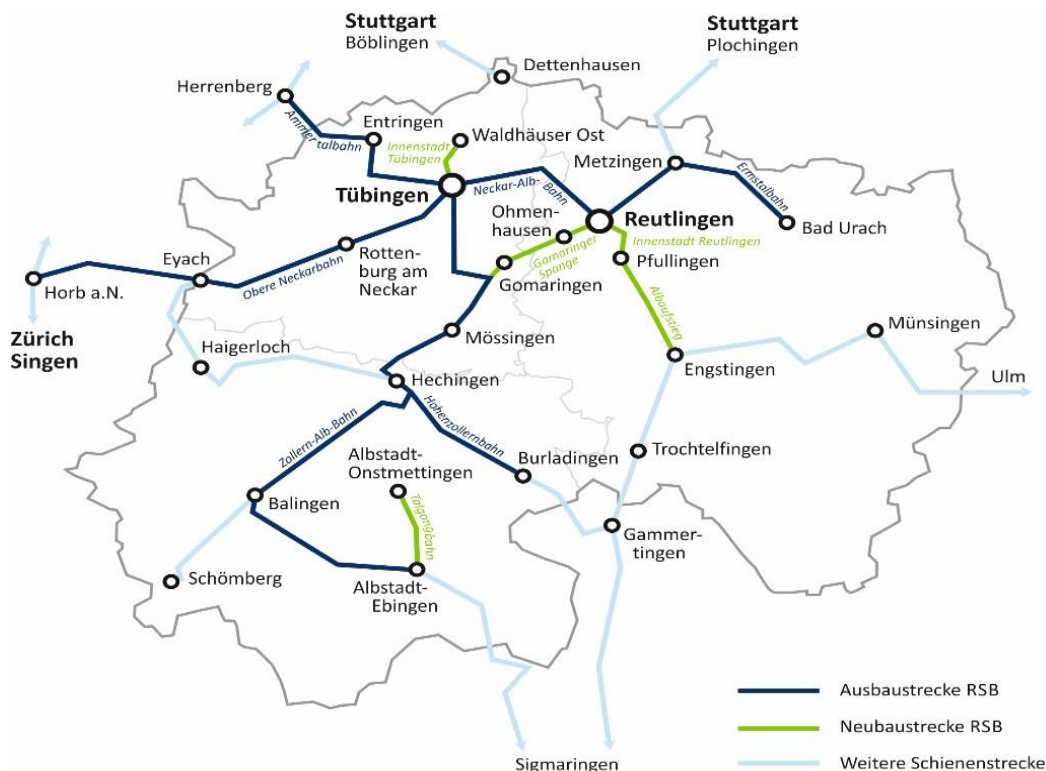 Stuttgart
Böblingen
Stuttgart
Plochingen
Dettenhausen
Herrenberg
Ammertalbahn
Entringen
Innenstadt
Tübingen
Waldhäuser Ost
Metzingen
Ermstalbahn
Tübingen
Neckar-Alb-
Bahn
Ohmen-
hausen
Reutlingen
Bad Urach
Innenstadt Reutlingen
Gomaringer
Spange
Pfullingen
Eyach
Rotten-
burg am
Neckar
Obere Neckarbahn
Gomaringen
Horb a.N.
Albaufstieg
Zürich
Singen
Haigerloch
Mössingen
Münsingen
Engstingen
Ulm
Hechingen
Zollern-Alb-Bahn
Hohenzollernbahn
Albstadt-
Onstmettingen
Burladingen
Trochtelfingen
Talgangbahn
Balingen
Gammer-
tingen
Schömberg
Albstadt-
Ebingen
Ausbaustrecke RSB
Neubaustrecke RSB
Weitere Schienenstrecke
Sigmaringen